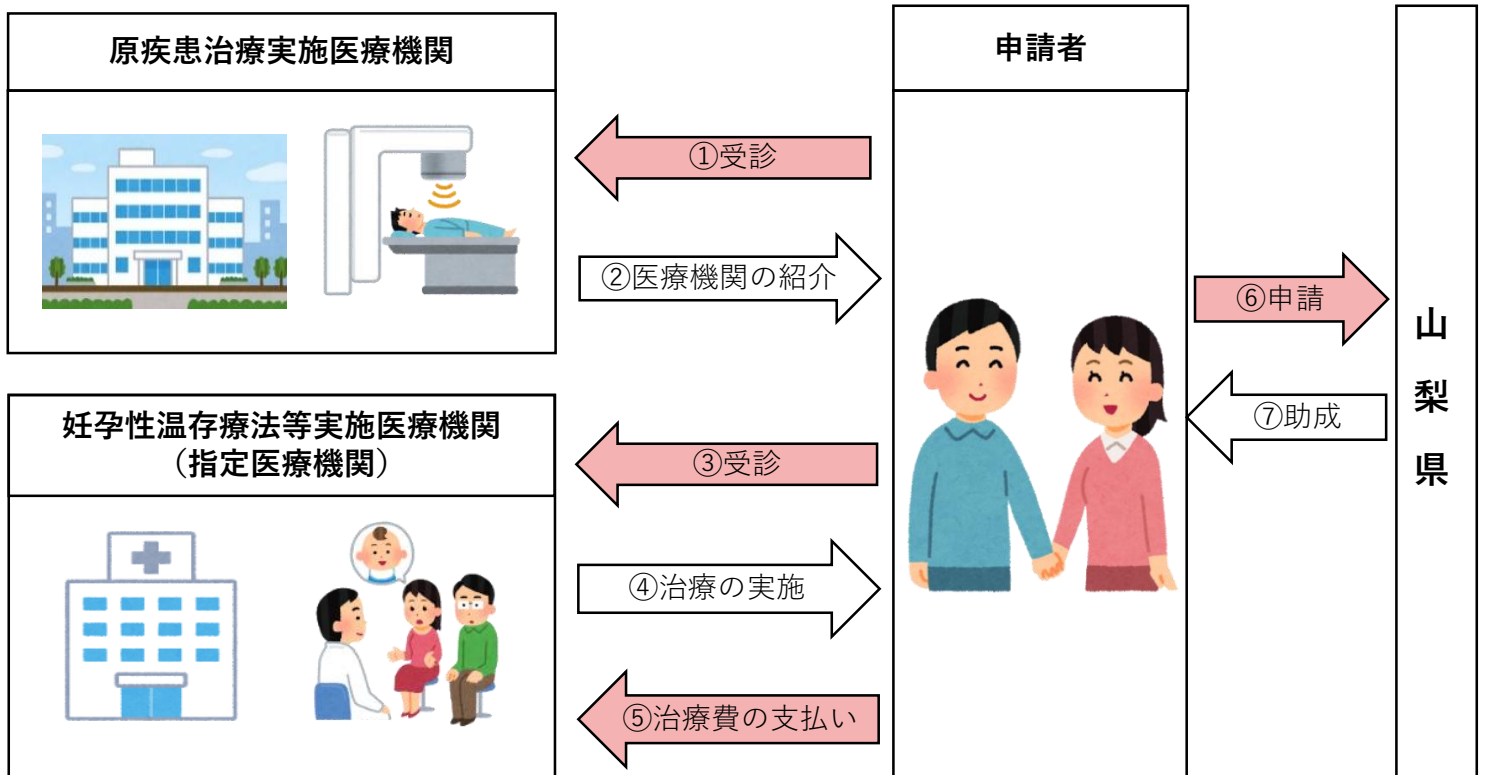 原疾患治療実施医療機関
申請者
①受診
②医療機関の紹介
⑥申請
⑦助成
山梨県
妊孕性温存療法等実施医療機関
（指定医療機関）
③受診
④治療の実施
⑤治療費の支払い